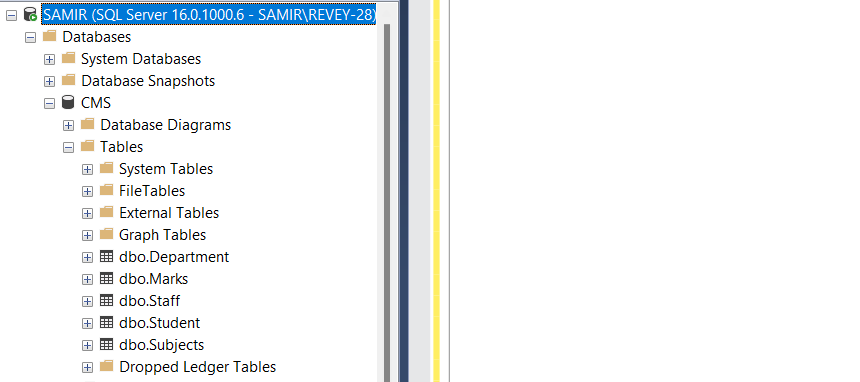 SAMIR (SQL Server 16.0.1000.6 - SAMIR\REVEY-28)
Databases
System Databases
Database Snapshots
CMS
Database Diagrams
Tables
System Tables
FileTables
External Tables
Graph Tables
dbo.Department
dbo.Marks
dbo.Staff
dbo.Student
dbo.Subjects
Dropped Ledger Tables